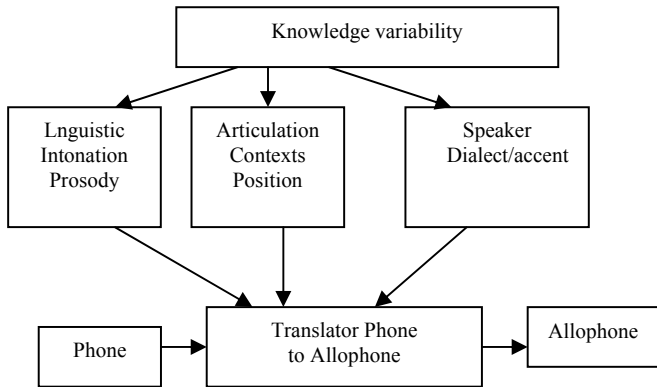 Knowledge variability
Lnguistic
Intonation
Prosody
Articulation
Contexts
Position
Speaker
Dialect/accent
Phone
Translator Phone
to Allophone
Allophone